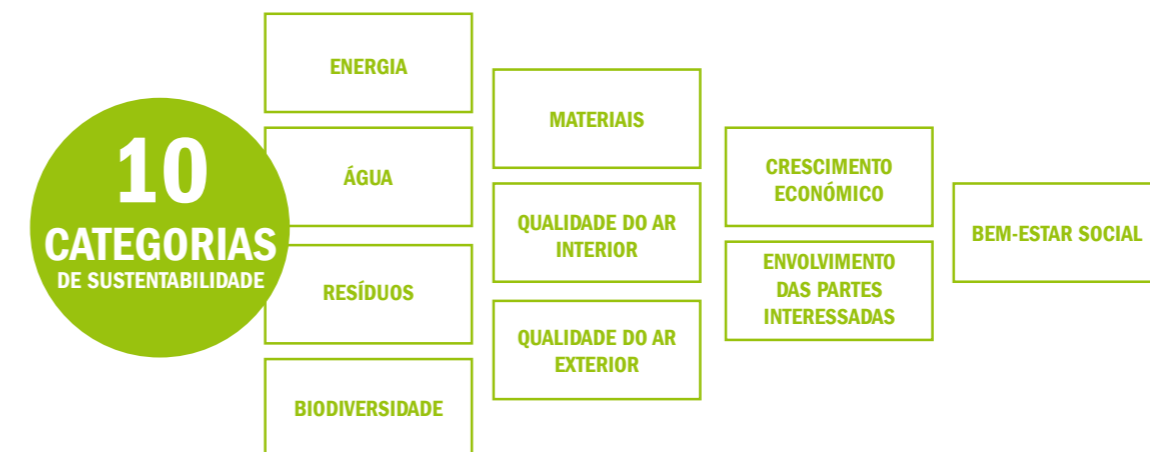 10
CATEGORIAS
DE SUSTENTABILIDADE
ENERGIA
ÁGUA
RESÍDUOS
BIODIVERSIDADE
MATERIAIS
QUALIDADE DO AR
INTERIOR
QUALIDADE DO AR
EXTERIOR
CRESCIMENTO
ECONÓMICO
ENVOLVIMENTO
DAS PARTES
INTERESSADAS
BEM-ESTAR SOCIAL